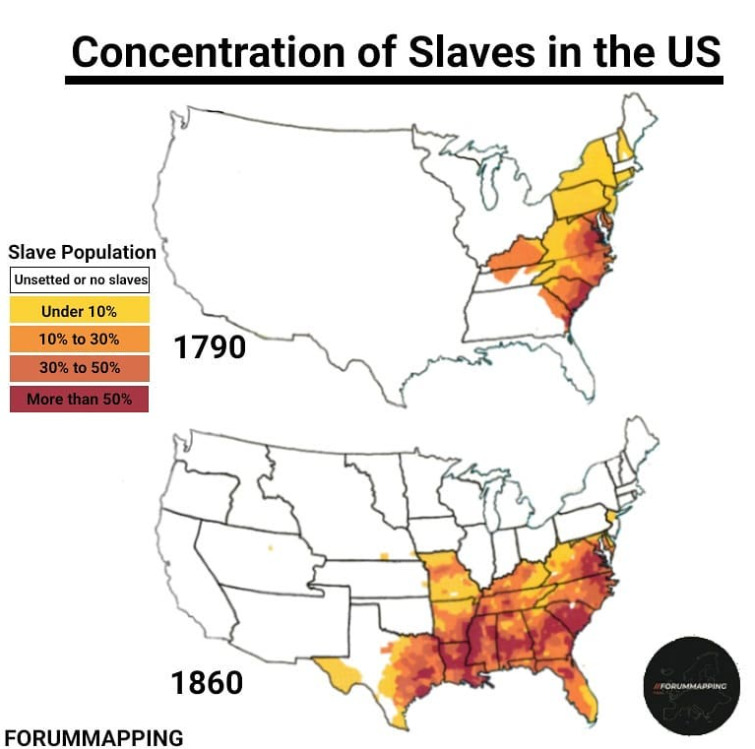 Concentration of Slaves in the US
Slave Population
Unsetted or no slaves
Under 10%
10% to 30%
30% to 50%
More than 50%
1790
1860
//FORUMMAPPING
FORUMMAPPING